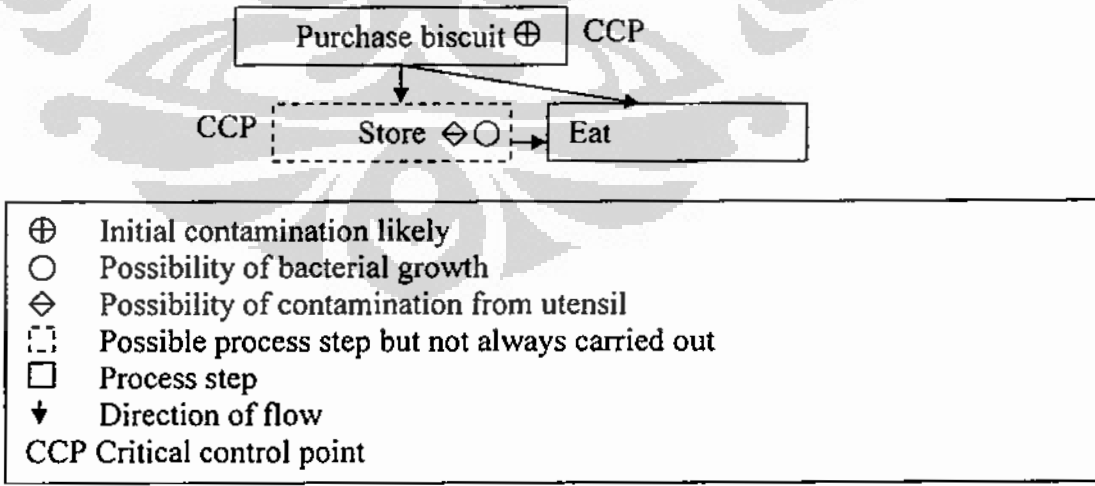 Purchase biscuit ⊕ CCP
CCP Store Eat
⊕ Initial contamination likely
○ Possibility of bacterial growth
Possibility of contamination from utensil
Possible process step but not always carried out
Process step
Direction of flow
CCP Critical control point